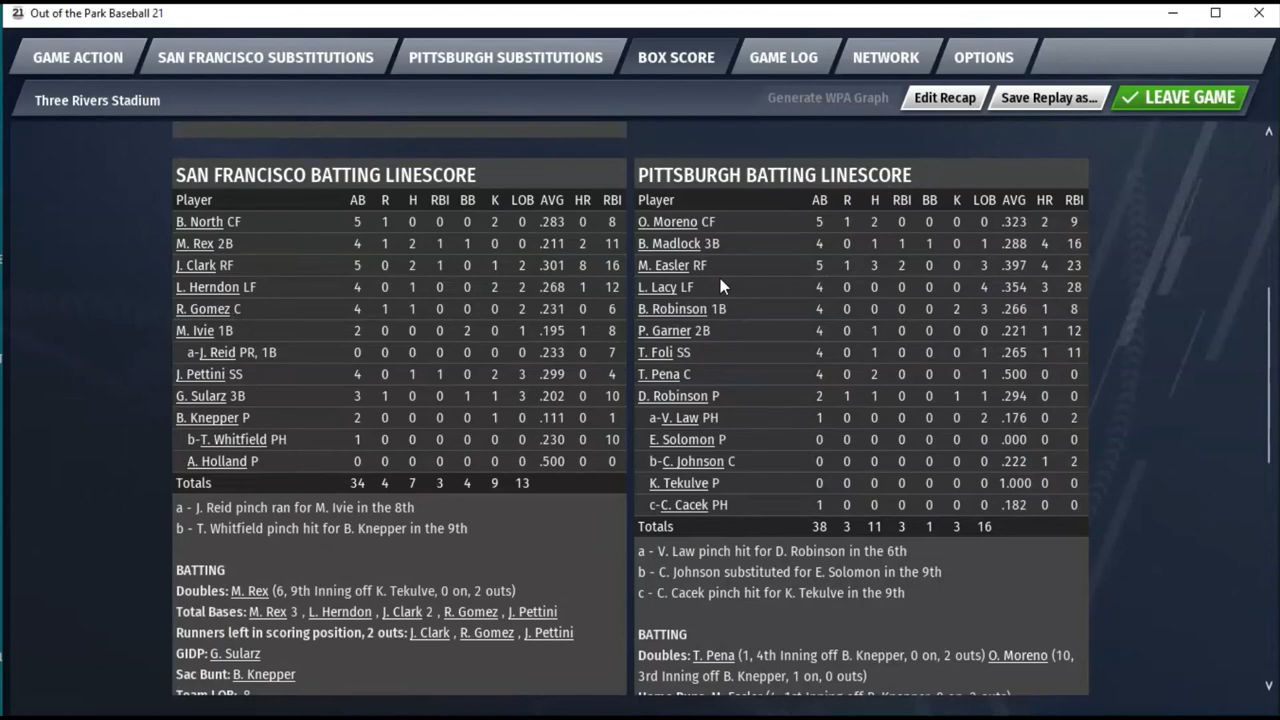 21 Out of the Park Baseball 21
GAME ACTION SAN FRANCISCO SUBSTITUTIONS PITTSBURGH SUBSTITUTIONS BOX SCORE GAME LOG NETWORK OPTIONS
Three Rivers Stadium Generate WPA Graph Edit Recap Save Replay as... LEAVE GAME
SAN FRANCISCO BATTING LINESCORE
Player AB R H RBI BB K LOB AVG HR RBI
B. North CF 5 1 0 0 0 2 0 .283 0 8
M. Rex 2B 4 1 2 1 1 0 0 .211 2 11
J. Clark RF 5 0 2 1 0 1 2 .301 8 16
L. Herndon LF 4 0 1 0 0 2 2 .268 1 12
R. Gomez C 4 1 1 0 0 0 2 .231 0 6
M. Ivie 1B 2 0 0 0 2 0 1 .195 1 8
a-J. Reid PR, 1B 0 0 0 0 0 0 0 .233 0 7
J. Pettini SS 4 0 1 1 0 2 3 .299 0 4
G. Sularz 3B 3 1 0 0 1 1 3 .202 0 10
B. Knepper P 2 0 0 0 0 1 0 .111 0 1
b-T. Whitfield PH 1 0 0 0 0 0 0 .230 0 10
A. Holland P 0 0 0 0 0 0 0 .500 0 0
Totals 34 4 7 3 4 9 13
a - J. Reid pinch ran for M. Ivie in the 8th
b - T. Whitfield pinch hit for B. Knepper in the 9th
BATTING
Doubles: M. Rex (6, 9th Inning off K. Tekulve, 0 on, 2 outs)
Total Bases: M. Rex 3 , L. Herndon , J. Clark 2 , R. Gomez , J. Pettini
Runners left in scoring position, 2 outs: J. Clark , R. Gomez , J. Pettini
GIDP: G. Sularz
Sac Bunt: B. Knepper
Team LOB: 8
PITTSBURGH BATTING LINESCORE
Player AB R H RBI BB K LOB AVG HR RBI
O. Moreno CF 5 1 2 0 0 0 0 .323 2 9
B. Madlock 3B 4 0 1 1 1 0 1 .288 4 16
M. Easler RF 5 1 3 2 0 0 3 .397 4 23
L. Lacy LF 4 0 0 0 0 0 4 .354 3 28
B. Robinson 1B 4 0 0 0 0 2 3 .266 1 8
P. Garner 2B 4 0 1 0 0 0 0 .221 1 12
T. Foli SS 4 0 1 0 0 0 1 .265 1 11
T. Pena C 4 0 2 0 0 0 1 .500 0 0
D. Robinson P 2 1 1 0 0 1 1 .294 0 0
a-V. Law PH 1 0 0 0 0 0 2 .176 0 2
E. Solomon P 0 0 0 0 0 0 0 .000 0 0
b-C. Johnson C 0 0 0 0 0 0 0 .222 1 2
K. Tekulve P 0 0 0 0 0 0 0 1.000 0 0
c-C. Cacek PH 1 0 0 0 0 0 0 .182 0 0
Totals 38 3 11 3 1 3 16
a - V. Law pinch hit for D. Robinson in the 6th
b - C. Johnson substituted for E. Solomon in the 9th
c - C. Cacek pinch hit for K. Tekulve in the 9th
BATTING
Doubles: T. Pena (1, 4th Inning off B. Knepper, 0 on, 2 outs) O. Moreno (10,
3rd Inning off B. Knepper, 1 on, 0 outs)
Home Runs: M. Easler (4, 1st Inning off B. Knepper, 0 on, 2 outs)